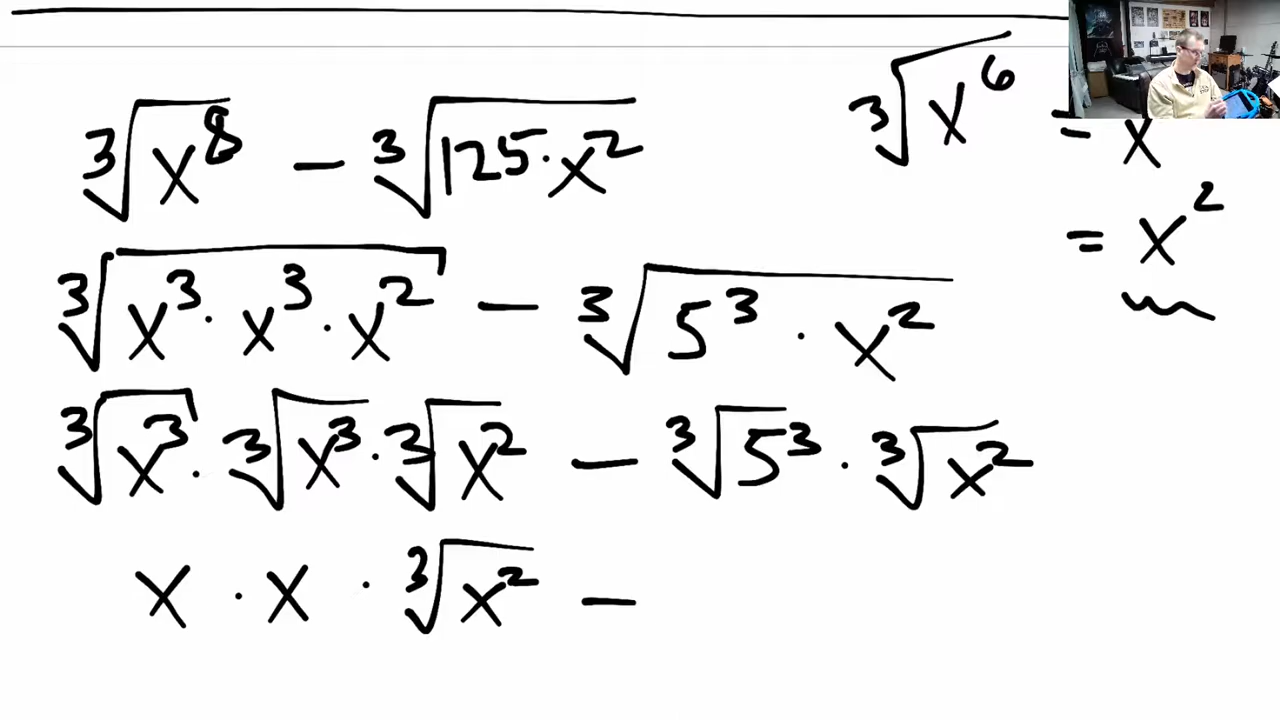 ∛x⁸ − ∛125·x²
∛x³·x³·x² − ∛5³·x²
∛x³·∛x³·∛x² − ∛5³·∛x²
x·x·∛x² −
∛x⁶ = x
= x²